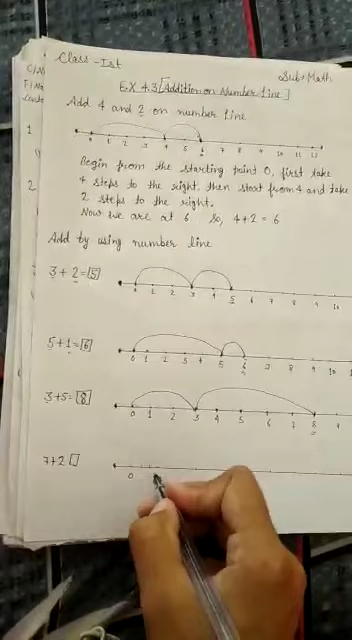 Class - Ist
Sub: Math
EX 4.3 [Addition on Number Line]
Add 4 and 2 on number line
0 1 2 3 4 5 6 7 8 9 10 11 12
Begin from the starting point 0, first take
4 steps to the right. then start from 4 and take
2 steps to the right.
Now we are at 6 So, 4+2 = 6
Add by using number line
3 + 2 = 5
0 1 2 3 4 5 6 7 8 9 10
5 + 1 = 6
0 1 2 3 4 5 6 7 8 9 10 11
3+5= 8
0 1 2 3 4 5 6 7 8 9
7+2
0
1
2